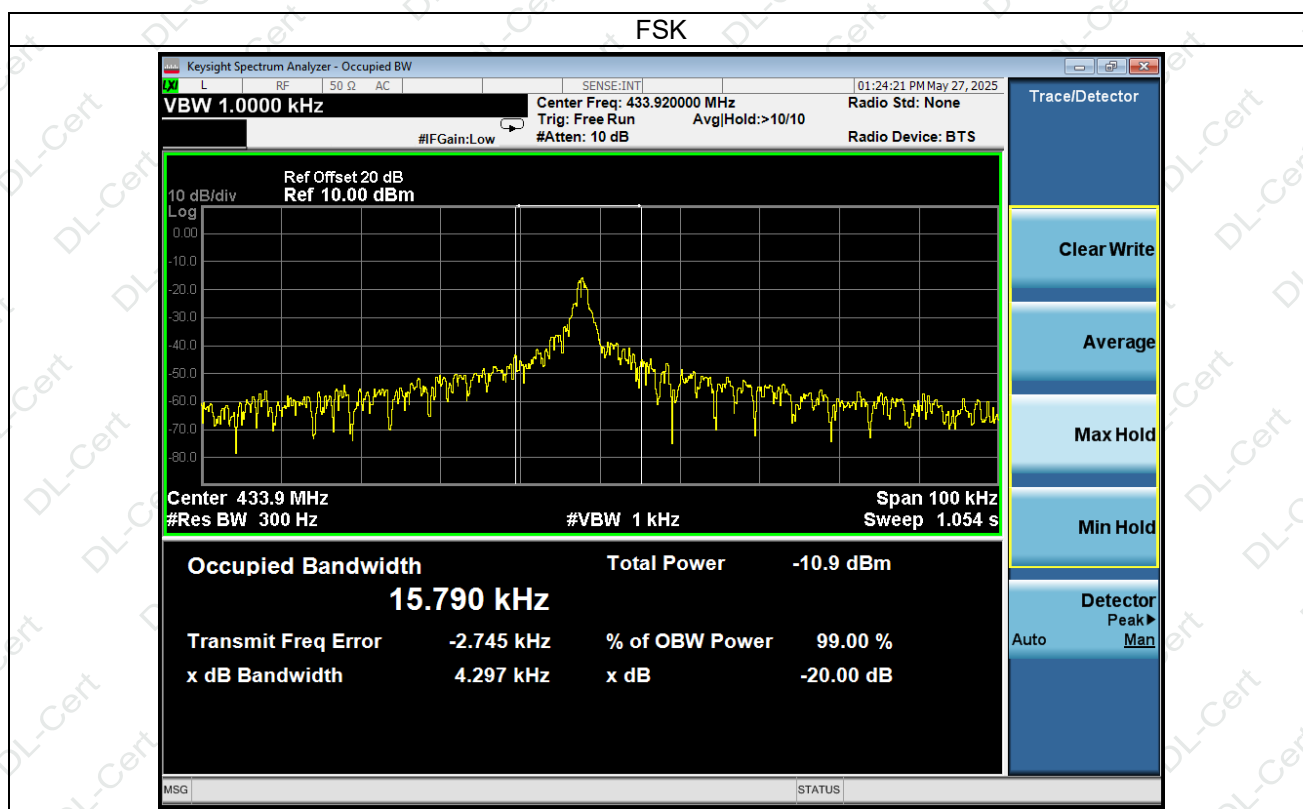 FSK
Keysight Spectrum Analyzer - Occupied BW
LXI L RF 50 Ω AC SENSE:INT 01:24:21 PM May 27, 2025
VBW 1.0000 kHz
Center Freq: 433.920000 MHz Radio Std: None
Trig: Free Run Avg|Hold:>10/10
#IFGain:Low #Atten: 10 dB Radio Device: BTS
Ref Offset 20 dB
10 dB/div Ref 10.00 dBm
Log
0.00
-10.0
-20.0
-30.0
-40.0
-50.0
-60.0
-70.0
-80.0
Center 433.9 MHz Span 100 kHz
#Res BW 300 Hz #VBW 1 kHz Sweep 1.054 s
Occupied Bandwidth Total Power -10.9 dBm
15.790 kHz
Transmit Freq Error -2.745 kHz % of OBW Power 99.00 %
x dB Bandwidth 4.297 kHz x dB -20.00 dB
MSG STATUS
Trace/Detector
Clear Write
Average
Max Hold
Min Hold
Detector
Peak▶
Auto Man
DL-Cert